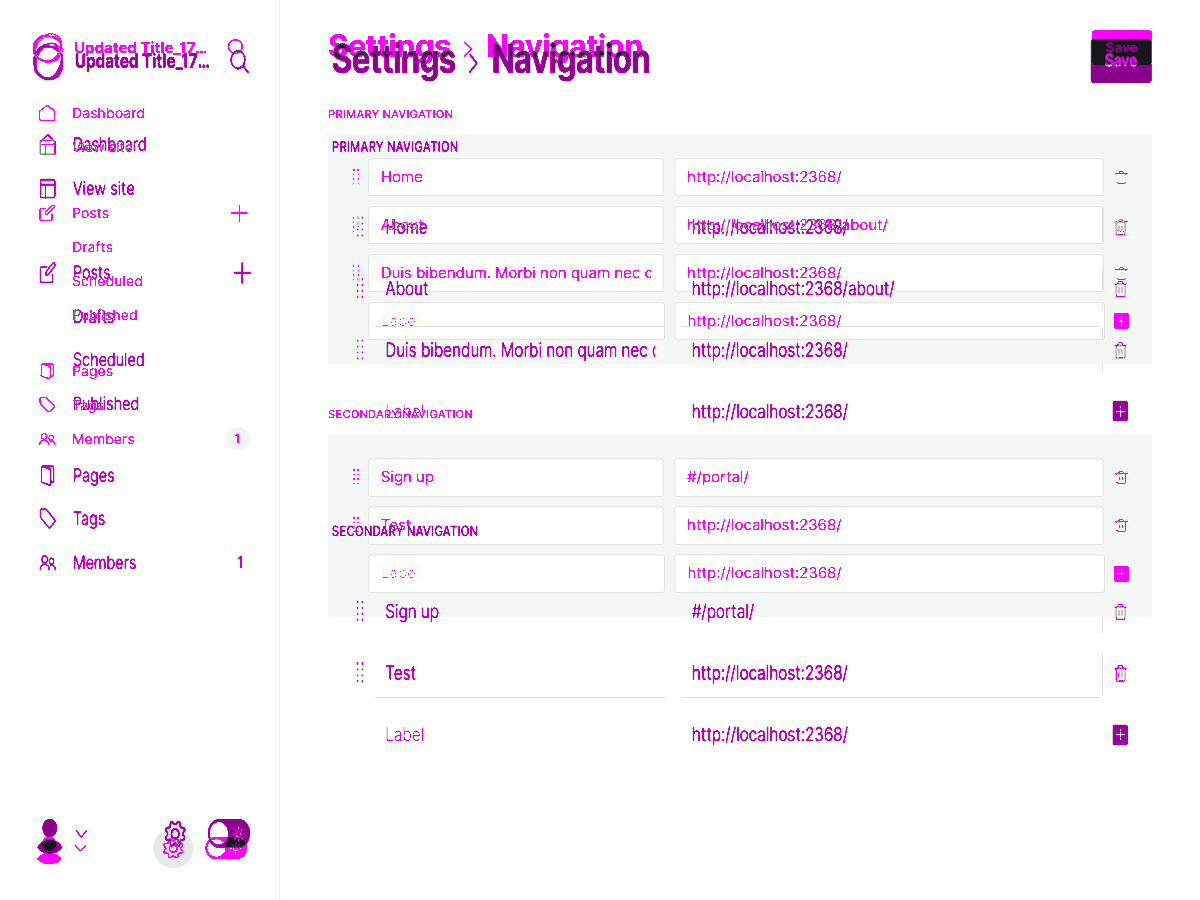 Updated Title_17...
Updated Title_17...
Settings > Navigation
Settings > Navigation
Save
Save
Dashboard
Dashboard
View site
View site
Posts
Drafts
Posts
Scheduled
Published
Drafts
Scheduled
Pages
Tags
Published
Members 1
Pages
Tags
Members 1
PRIMARY NAVIGATION
PRIMARY NAVIGATION
Home http://localhost:2368/
About http://localhost:2368/about/
Home http://localhost:2368/
Duis bibendum. Morbi non quam nec c http://localhost:2368/
About http://localhost:2368/about/
Label http://localhost:2368/
Duis bibendum. Morbi non quam nec c http://localhost:2368/
Label http://localhost:2368/
SECONDARY NAVIGATION
Sign up #/portal/
Test http://localhost:2368/
SECONDARY NAVIGATION
Label http://localhost:2368/
Sign up #/portal/
Test http://localhost:2368/
Label http://localhost:2368/